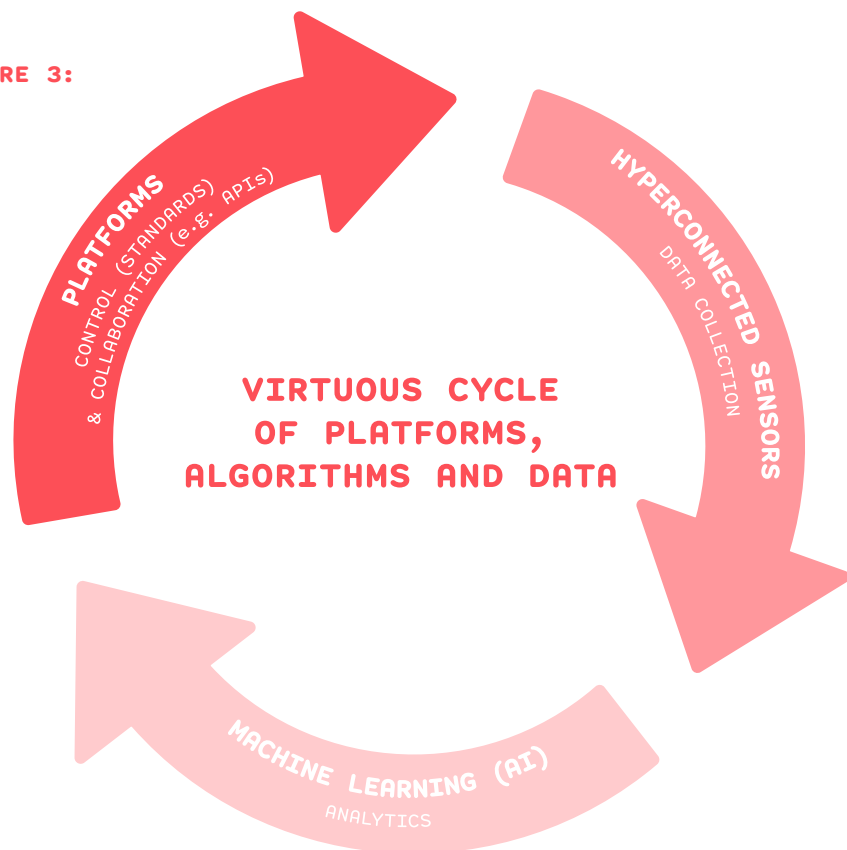 RE 3:
PLATFORMS
CONTROL (STANDARDS)
& COLLABORATION (e.g. APIs)
HYPERCONNECTED SENSORS
DATA COLLECTION
VIRTUOUS CYCLE
OF PLATFORMS,
ALGORITHMS AND DATA
MACHINE LEARNING (AI)
ANALYTICS